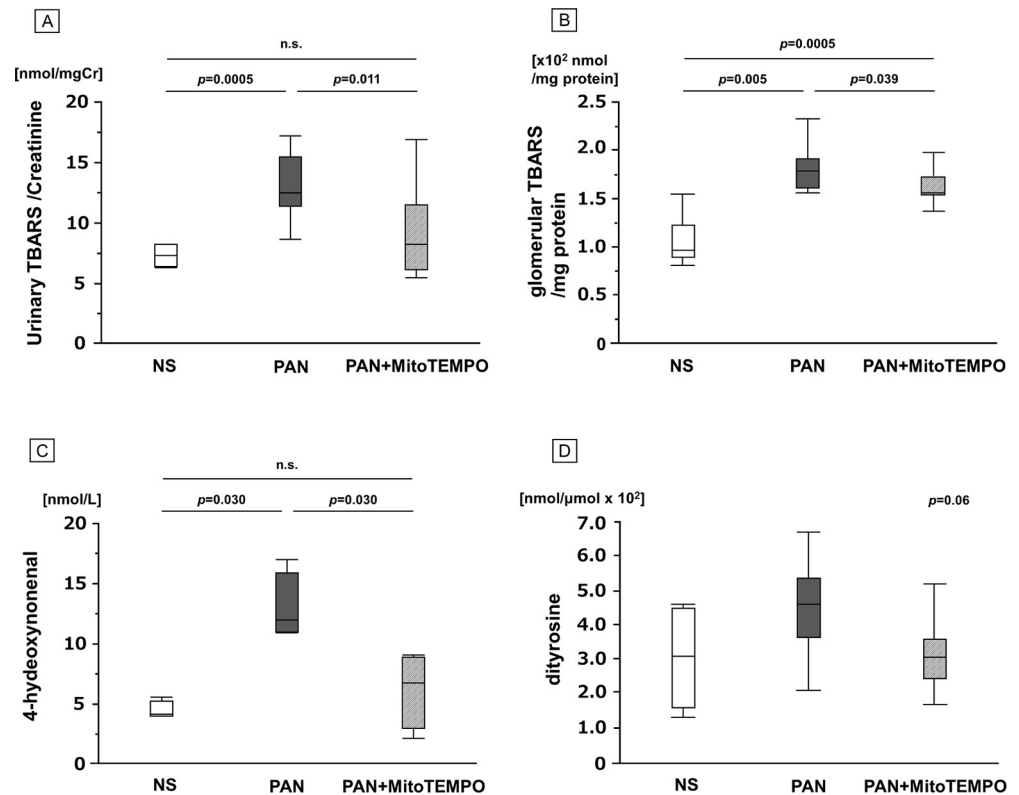 A
n.s.
[nmol/mgCr]
p=0.0005
p=0.011
Urinary TBARS /Creatinine
20
15
10
5
0
NS
PAN
PAN+MitoTEMPO
B
p=0.0005
[x10² nmol
/mg protein]
p=0.005
p=0.039
glomerular TBARS
/mg protein
2.5
2.0
1.5
1.0
0.5
0
NS
PAN
PAN+MitoTEMPO
C
n.s.
[nmol/L]
p=0.030
p=0.030
4-hydeoxynonenal
20
15
10
5
0
NS
PAN
PAN+MitoTEMPO
D
[nmol/μmol x 10²]
p=0.06
dityrosine
7.0
6.0
5.0
4.0
3.0
2.0
1.0
0
NS
PAN
PAN+MitoTEMPO